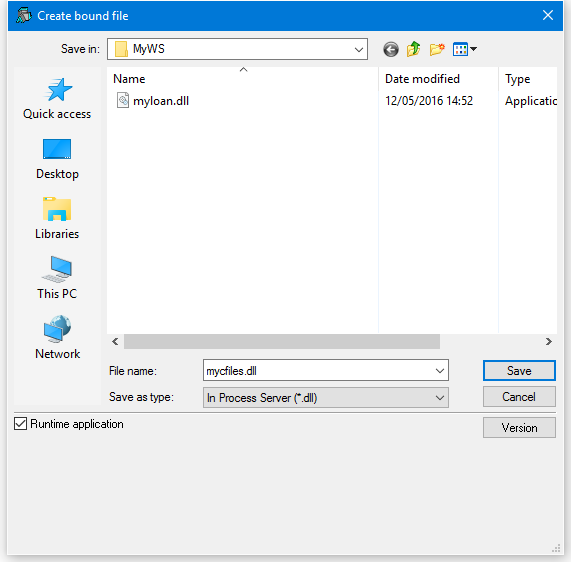 Create bound file
Save in: MyWS
Name Date modified Type
myloan.dll 12/05/2016 14:52 Applicatic
Quick access
Desktop
Libraries
This PC
Network
File name: mycfiles.dll Save
Save as type: In Process Server (*.dll) Cancel
Runtime application Version